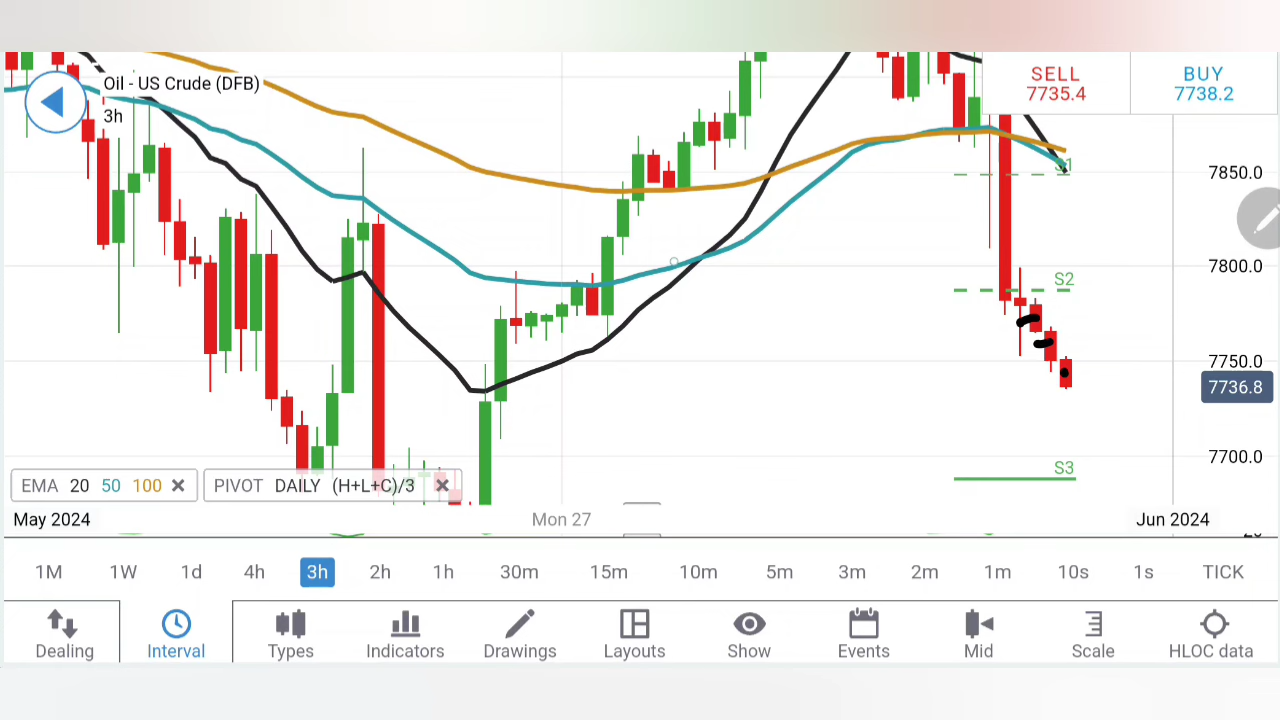 Oil - US Crude (DFB)
3h
SELL
7735.4
BUY
7738.2
S1
7850.0
7800.0
S2
7750.0
7736.8
7700.0
S3
EMA 20 50 100
PIVOT DAILY (H+L+C)/3
May 2024
Mon 27
Jun 2024
1M 1W 1d 4h 3h 2h 1h 30m 15m 10m 5m 3m 2m 1m 10s 1s TICK
Dealing Interval Types Indicators Drawings Layouts Show Events Mid Scale HLOC data